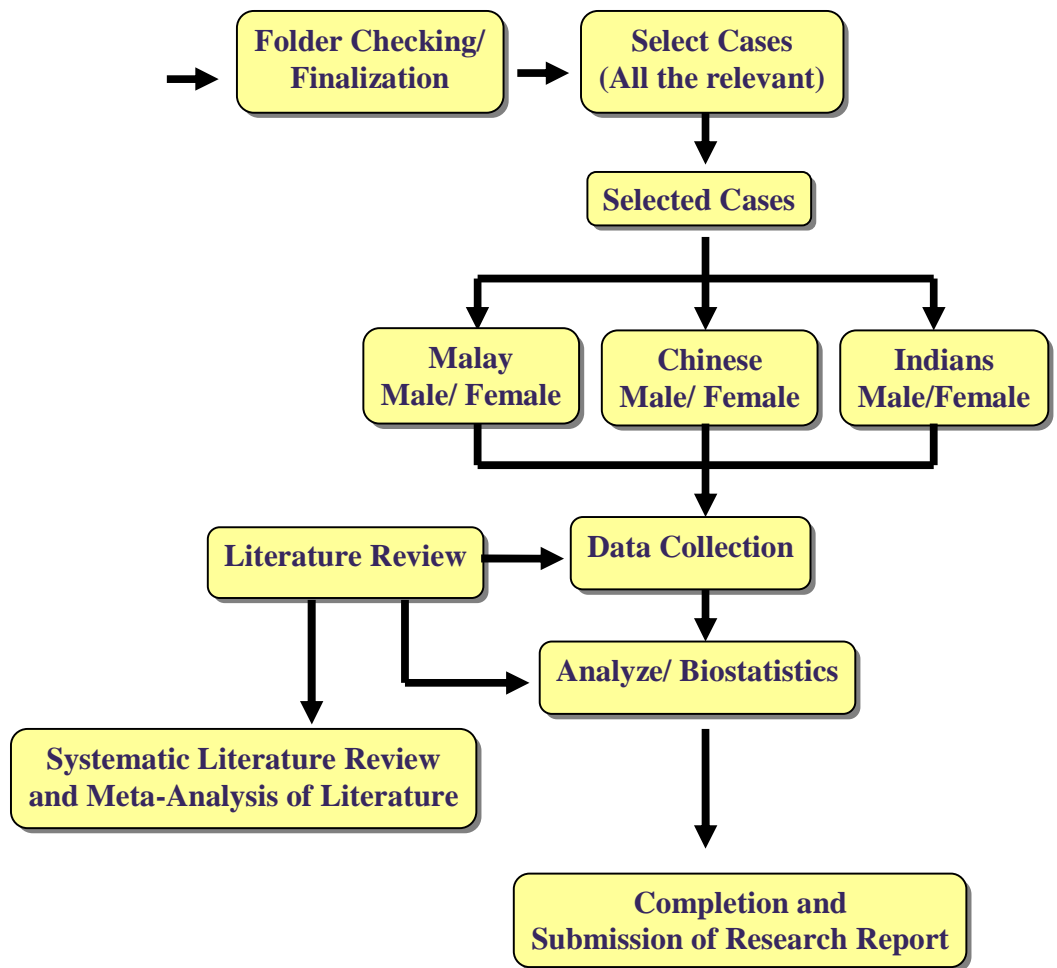 Folder Checking/
Finalization
Select Cases
(All the relevant)
Selected Cases
Malay
Male/ Female
Chinese
Male/ Female
Indians
Male/Female
Literature Review
Data Collection
Analyze/ Biostatistics
Systematic Literature Review
and Meta-Analysis of Literature
Completion and
Submission of Research Report